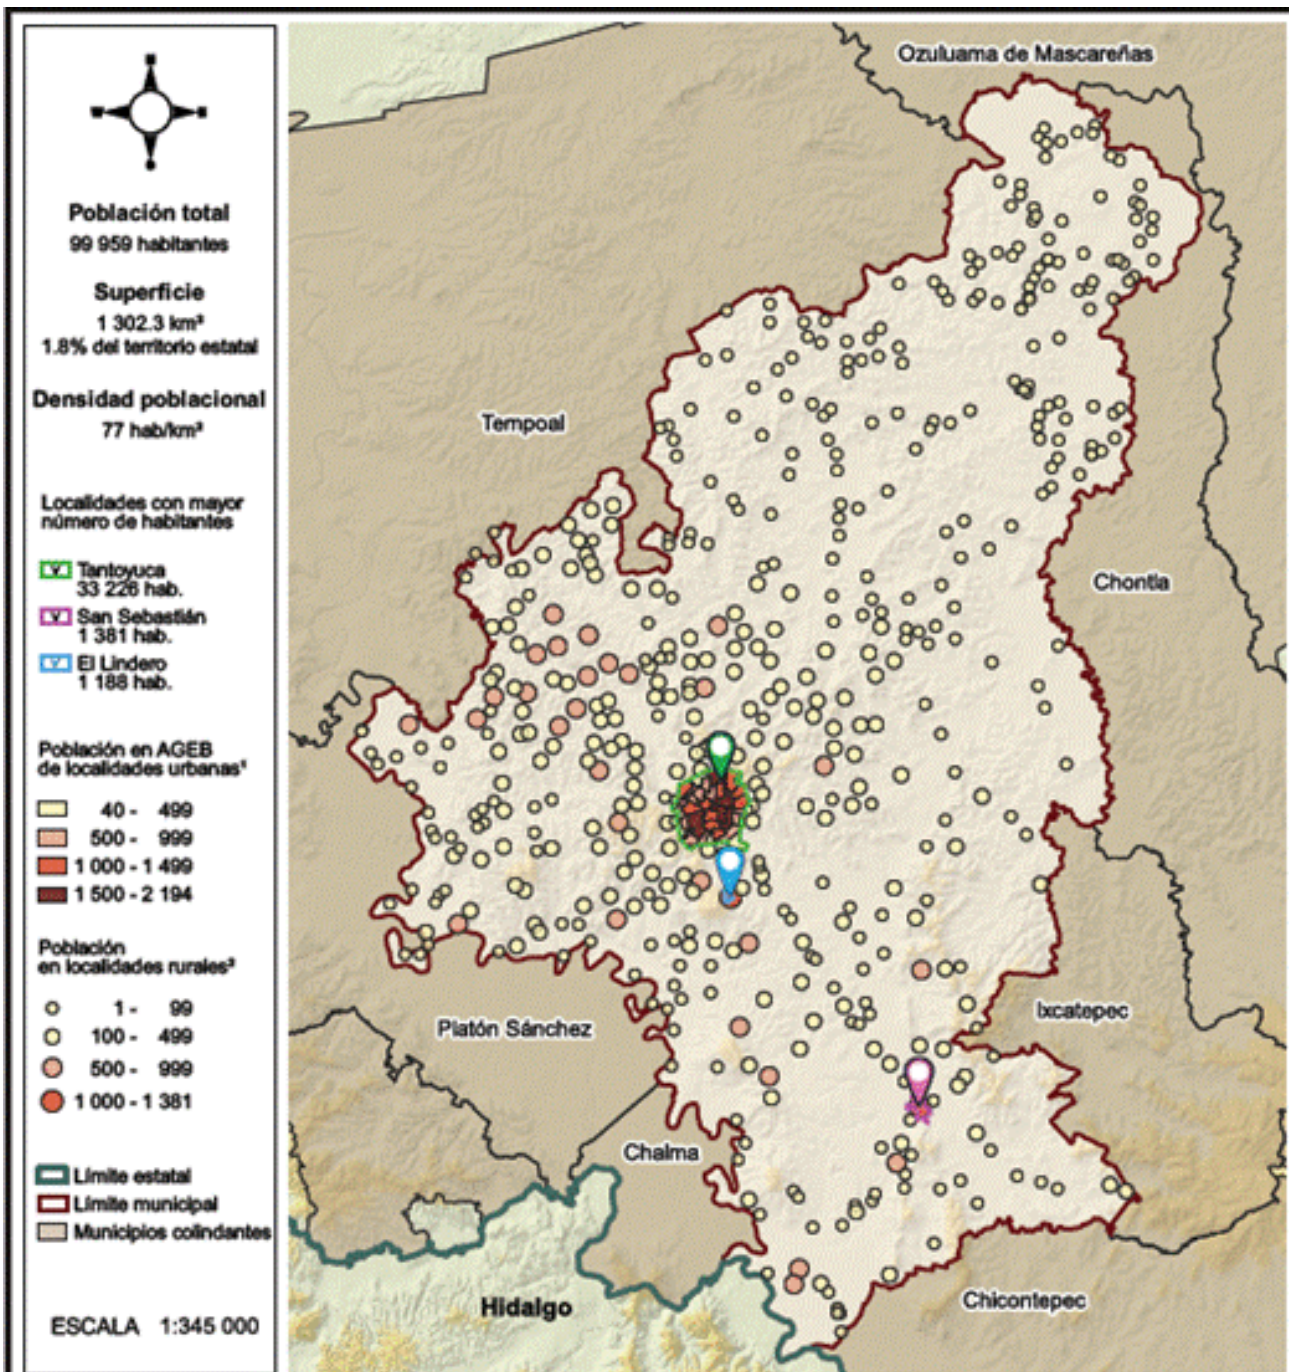 Población total
99 959 habitantes
Superficie
1 302.3 km²
1.8% del territorio estatal
Densidad poblacional
77 hab/km²
Localidades con mayor
número de habitantes
Tantoyuca
33 226 hab.
San Sebastián
1 381 hab.
El Lindero
1 188 hab.
Población en AGEB
de localidades urbanas¹
40 - 499
500 - 999
1 000 - 1 499
1 500 - 2 194
Población
en localidades rurales²
1 - 99
100 - 499
500 - 999
1 000 - 1 381
Límite estatal
Límite municipal
Municipios colindantes
ESCALA 1:345 000
Ozuluama de Mascareñas
Tempoal
Chontla
Platón Sánchez
Ixcatepec
Chalma
Hidalgo
Chicontepec